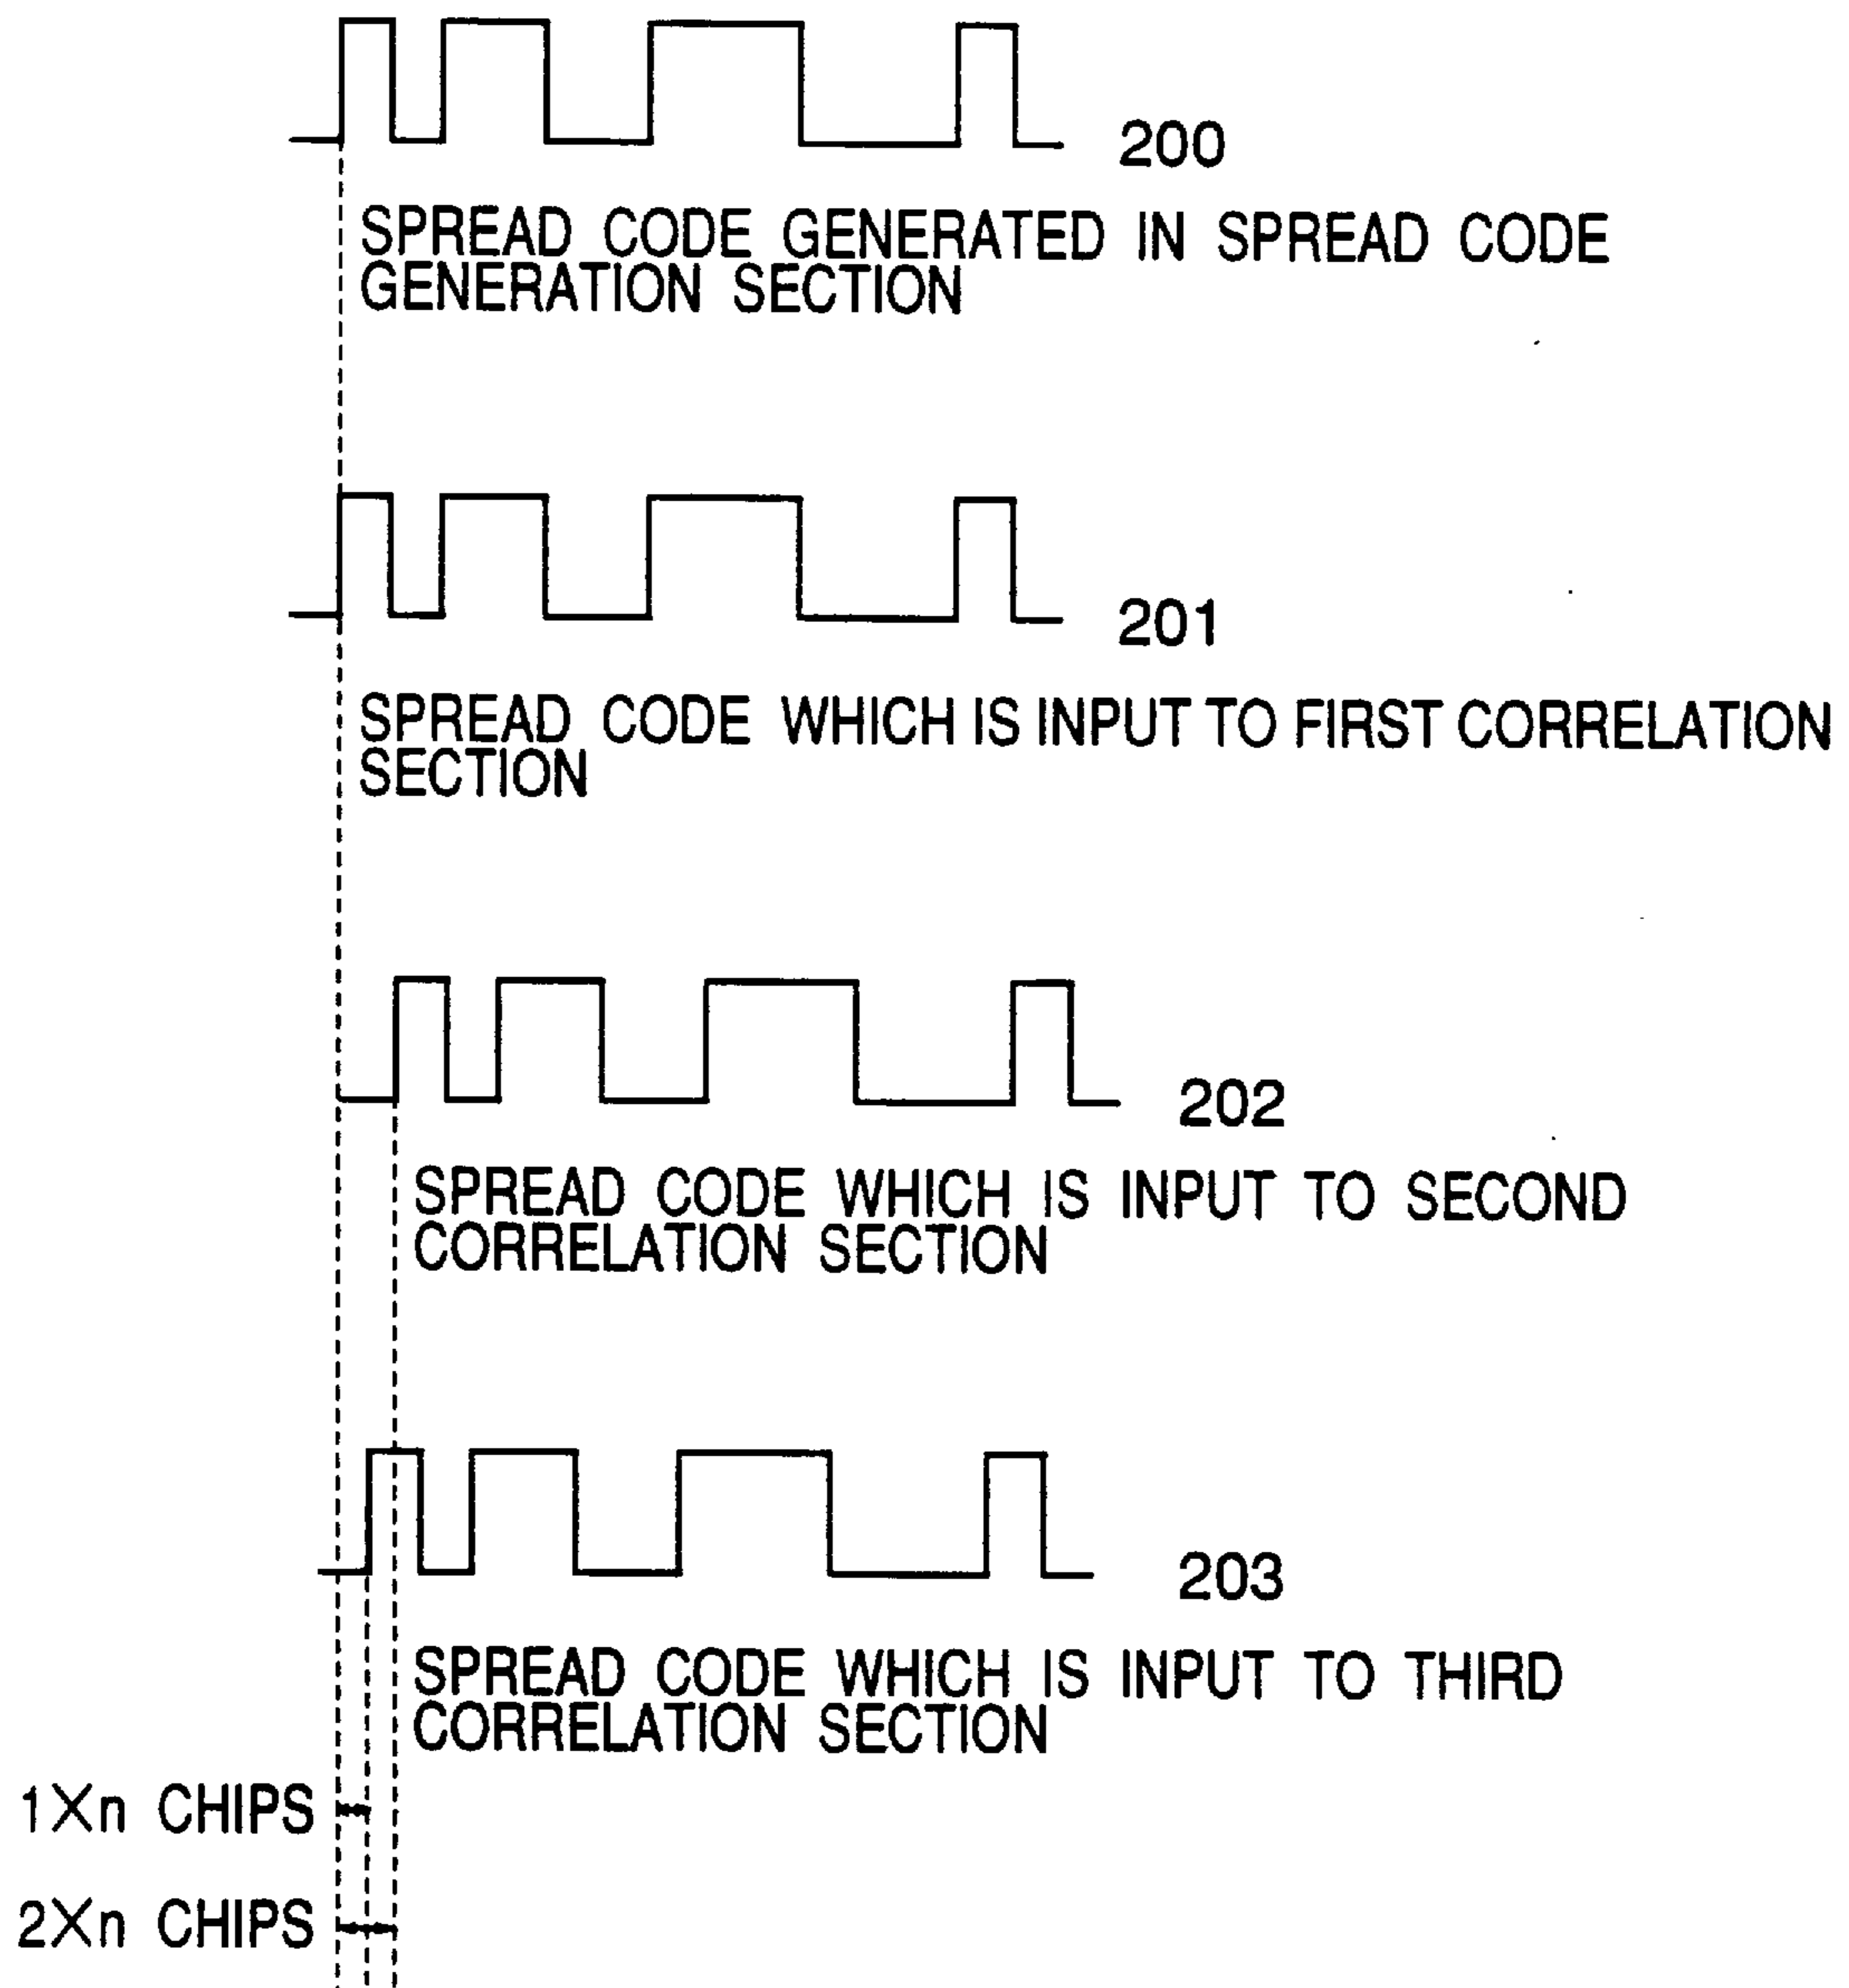 200
SPREAD CODE GENERATED IN SPREAD CODE
GENERATION SECTION
201
SPREAD CODE WHICH IS INPUT TO FIRST CORRELATION
SECTION
202
SPREAD CODE WHICH IS INPUT TO SECOND
CORRELATION SECTION
203
SPREAD CODE WHICH IS INPUT TO THIRD
CORRELATION SECTION
1Xn CHIPS
2Xn CHIPS